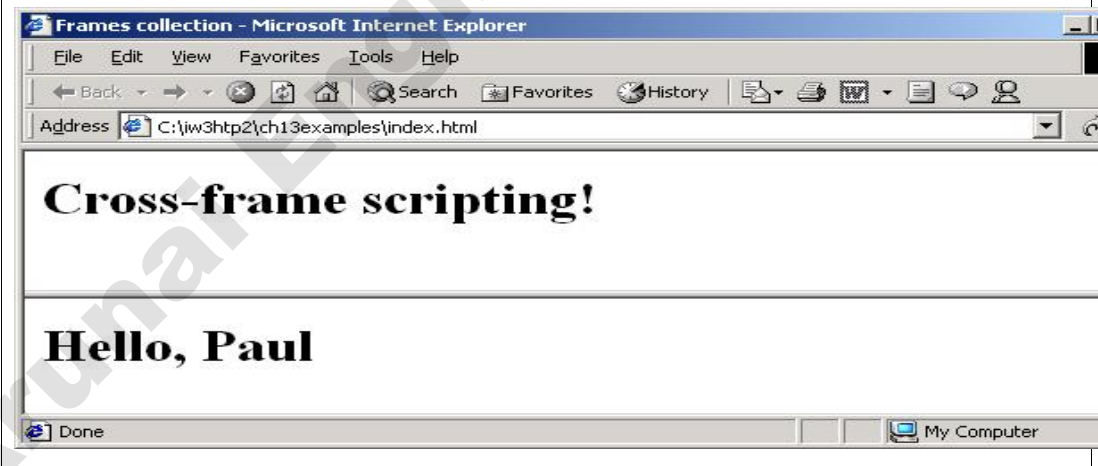 Frames collection - Microsoft Internet Explorer
File Edit View Favorites Tools Help
Back Search Favorites History
Address C:\iw3htp2\ch13examples\index.html
Cross-frame scripting!
Hello, Paul
Done My Computer